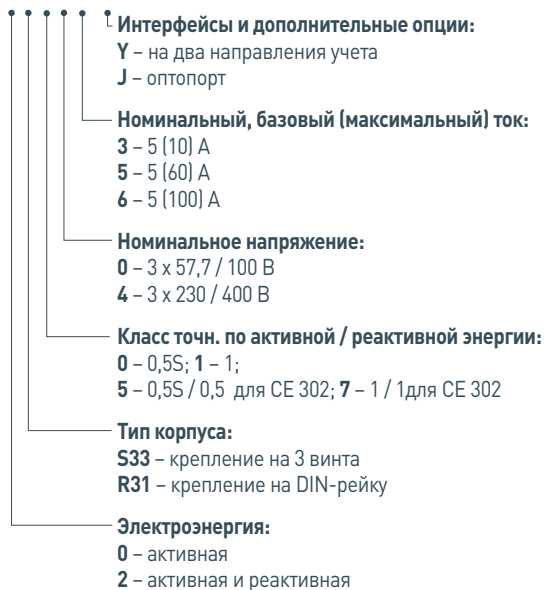 Интерфейсы и дополнительные опции:
Y – на два направления учета
J – оптопорт
Номинальный, базовый (максимальный) ток:
3 – 5 (10) А
5 – 5 (60) А
6 – 5 (100) А
Номинальное напряжение:
0 – 3 х 57,7 / 100 В
4 – 3 х 230 / 400 В
Класс точн. по активной / реактивной энергии:
0 – 0,5S; 1 – 1;
5 – 0,5S / 0,5 для СЕ 302; 7 – 1 / 1для СЕ 302
Тип корпуса:
S33 – крепление на 3 винта
R31 – крепление на DIN-рейку
Электроэнергия:
0 – активная
2 – активная и реактивная